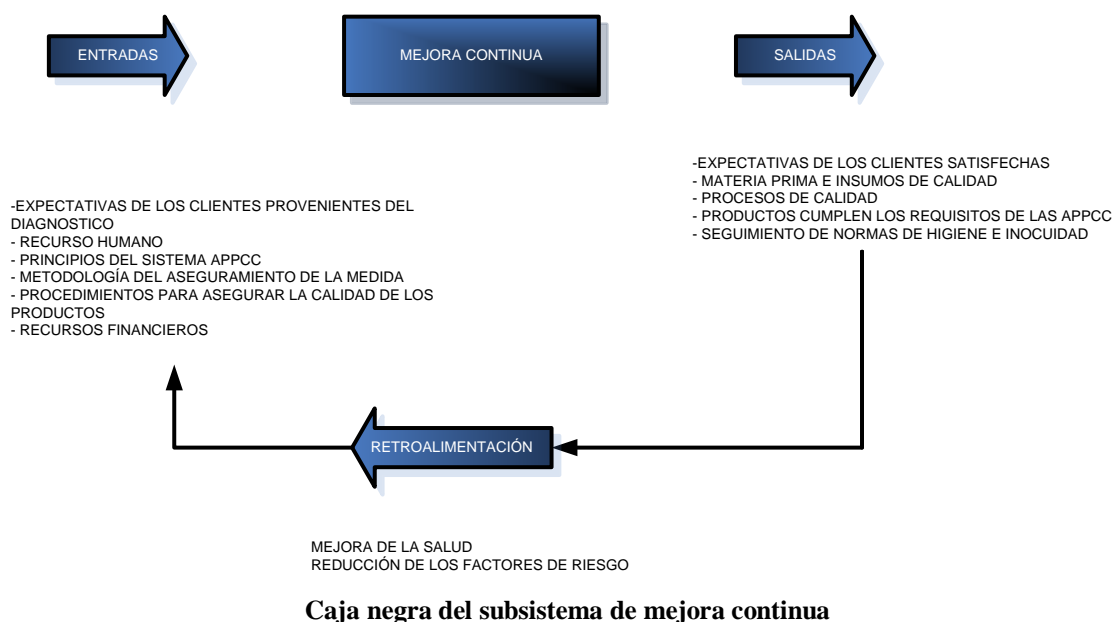 ENTRADAS
MEJORA CONTINUA
SALIDAS
-EXPECTATIVAS DE LOS CLIENTES PROVENIENTES DEL
DIAGNOSTICO
- RECURSO HUMANO
- PRINCIPIOS DEL SISTEMA APPCC
- METODOLOGÍA DEL ASEGURAMIENTO DE LA MEDIDA
- PROCEDIMIENTOS PARA ASEGURAR LA CALIDAD DE LOS
PRODUCTOS
- RECURSOS FINANCIEROS
-EXPECTATIVAS DE LOS CLIENTES SATISFECHAS
- MATERIA PRIMA E INSUMOS DE CALIDAD
- PROCESOS DE CALIDAD
- PRODUCTOS CUMPLEN LOS REQUISITOS DE LAS APPCC
- SEGUIMIENTO DE NORMAS DE HIGIENE E INOCUIDAD
RETROALIMENTACIÓN
MEJORA DE LA SALUD
REDUCCIÓN DE LOS FACTORES DE RIESGO
Caja negra del subsistema de mejora continua